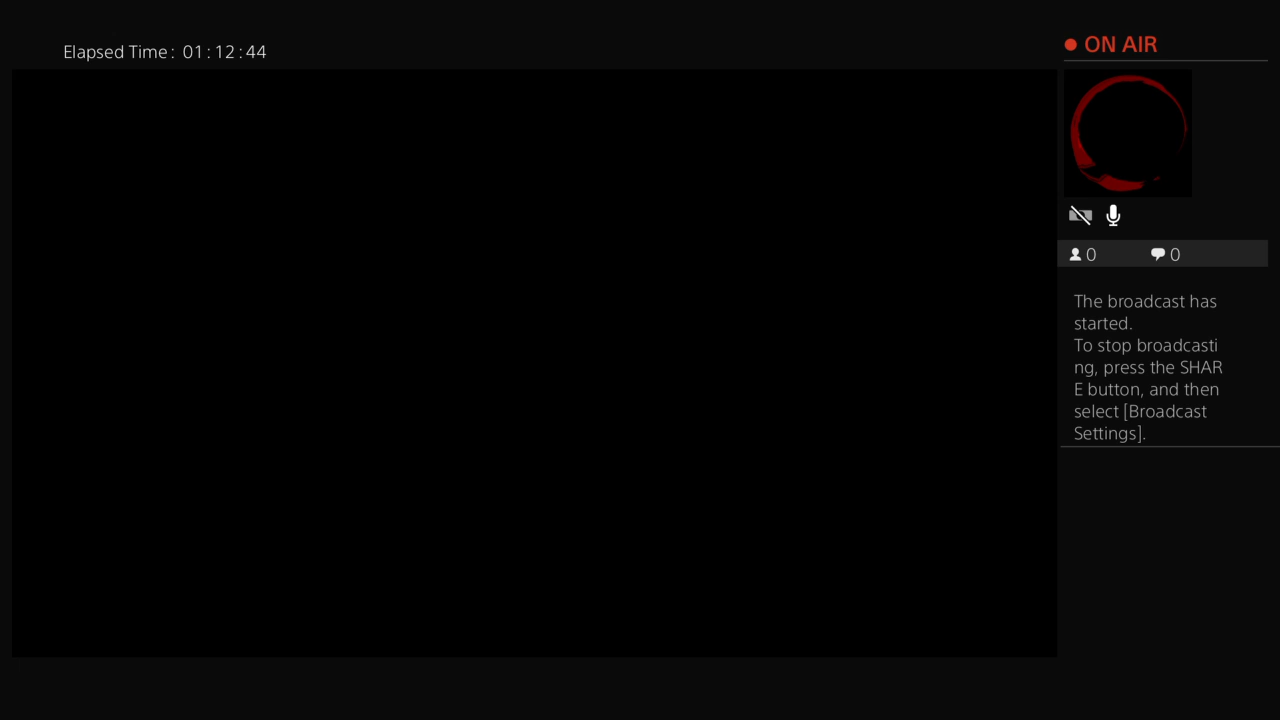 Elapsed Time: 01:12:44
ON AIR
0 0
The broadcast has
started.
To stop broadcasti
ng, press the SHAR
E button, and then
select [Broadcast
Settings].